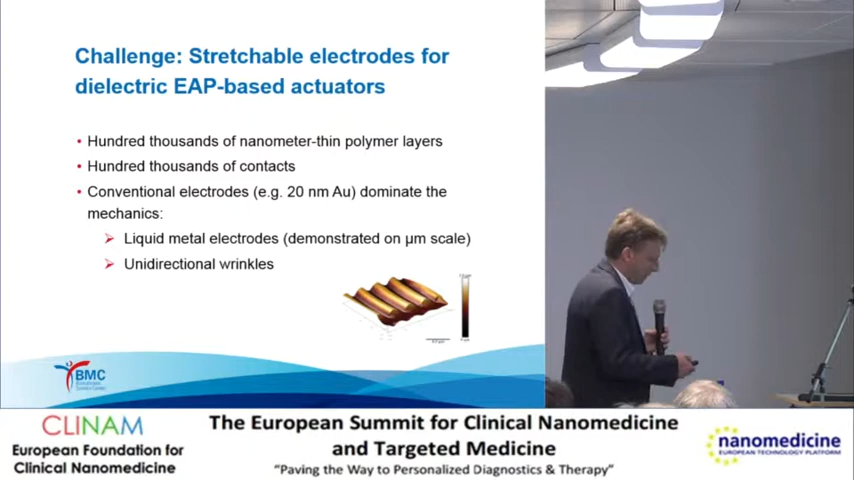 Challenge: Stretchable electrodes for
dielectric EAP-based actuators
• Hundred thousands of nanometer-thin polymer layers
• Hundred thousands of contacts
• Conventional electrodes (e.g. 20 nm Au) dominate the
mechanics:
Liquid metal electrodes (demonstrated on µm scale)
Unidirectional wrinkles
BMC
CLINAM
European Foundation for
Clinical Nanomedicine
The European Summit for Clinical Nanomedicine
and Targeted Medicine
"Paving the Way to Personalized Diagnostics & Therapy"
nanomedicine
EUROPEAN TECHNOLOGY PLATFORM